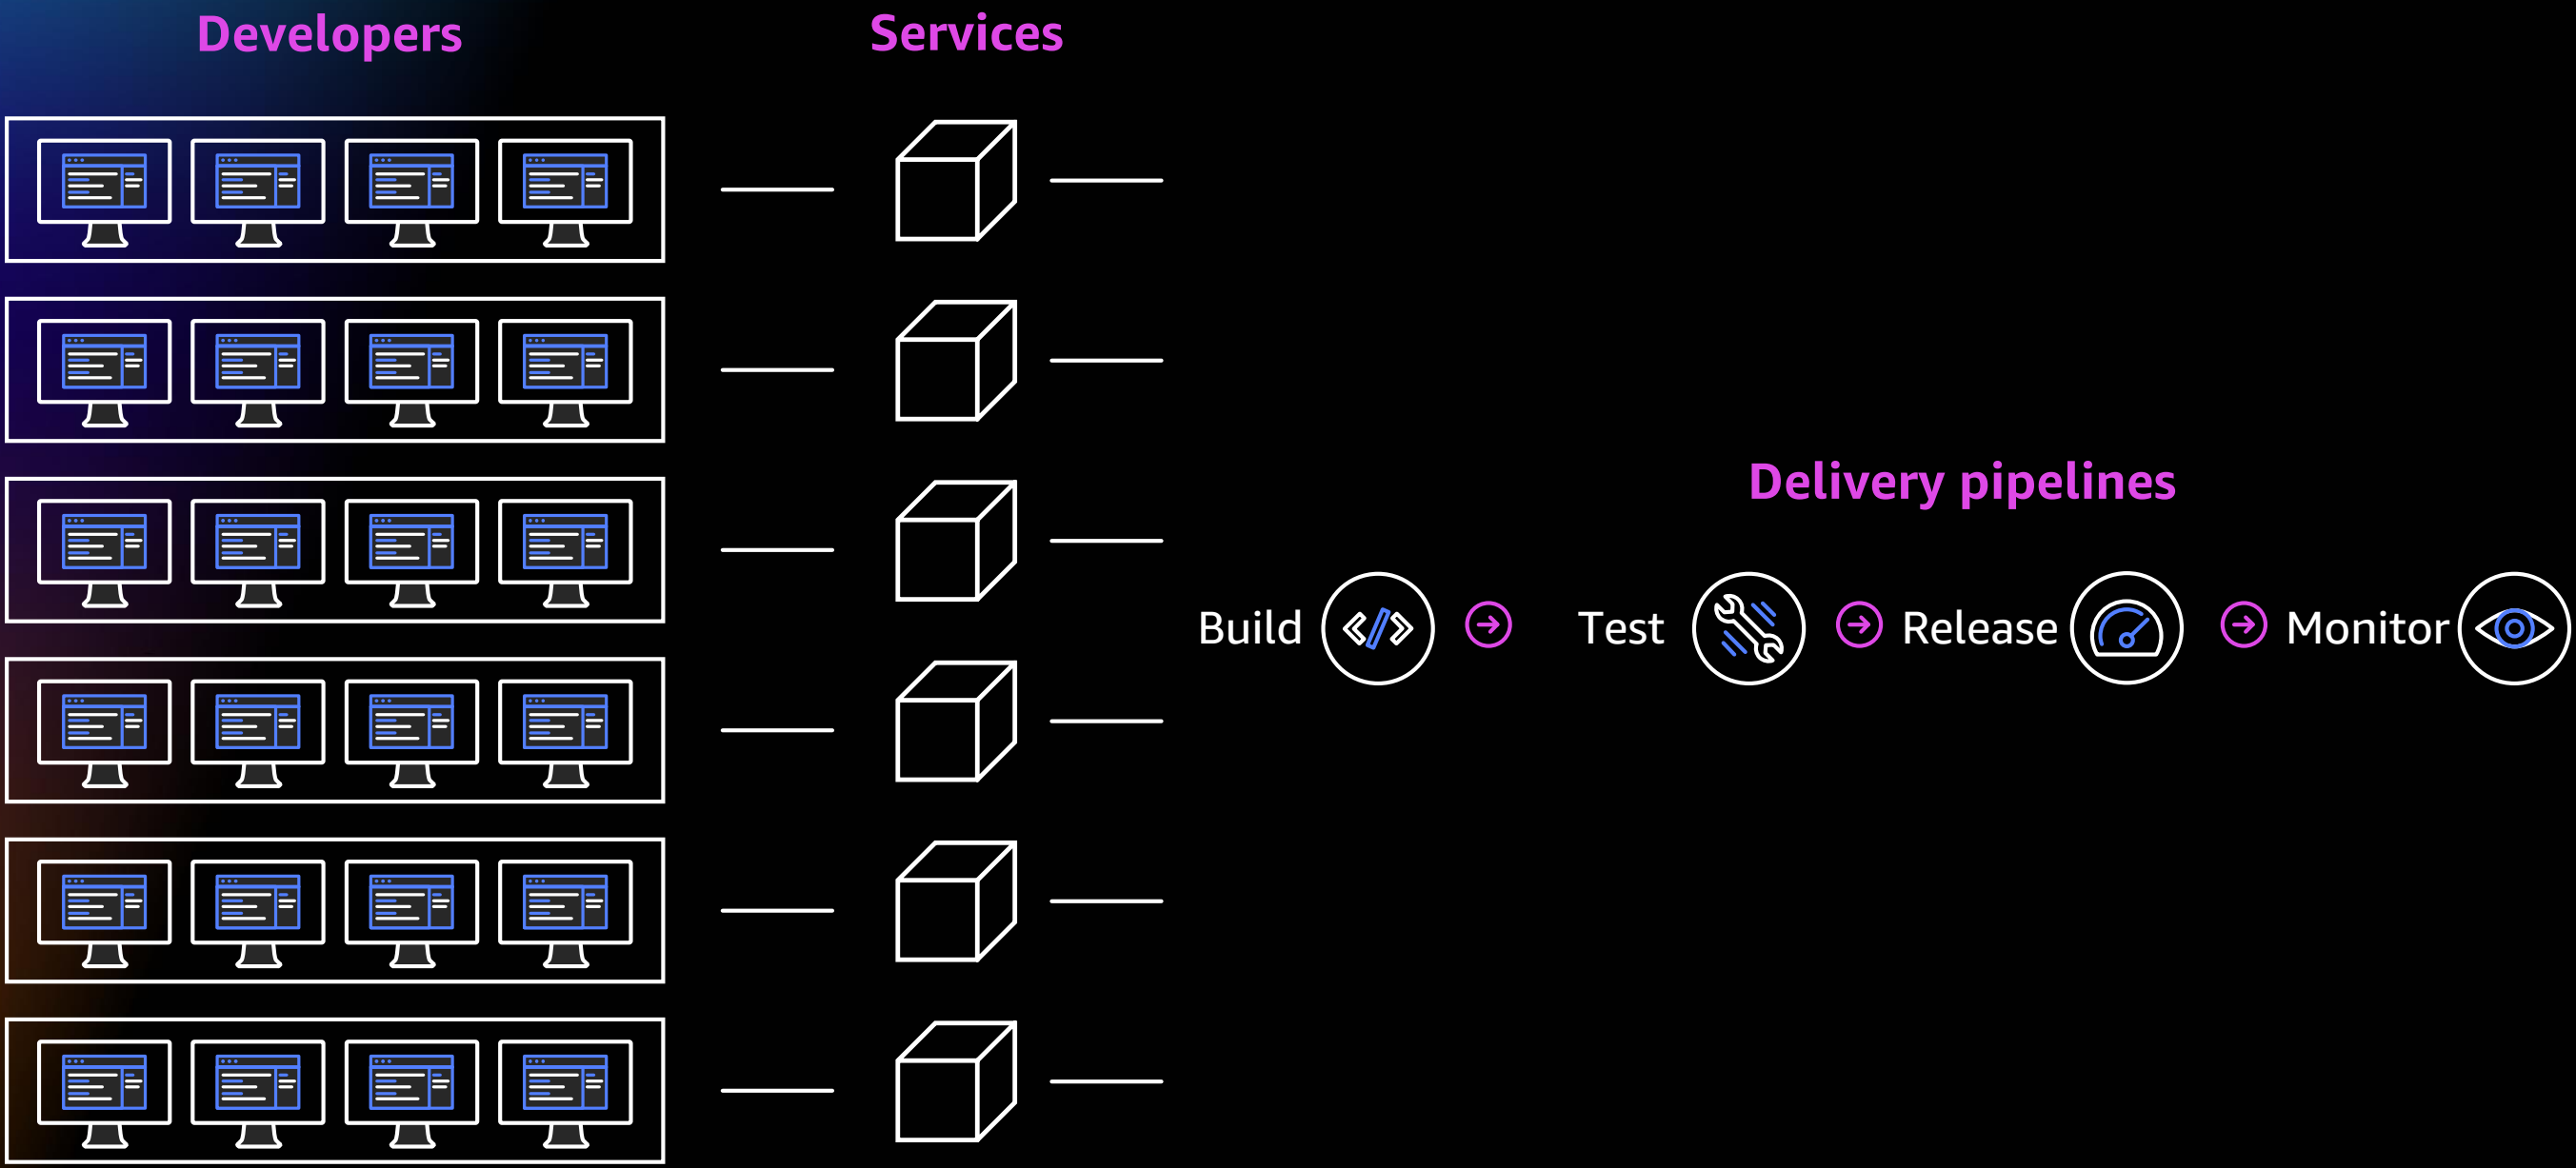 Developers
Services
Delivery pipelines
Build
Test
Release
Monitor